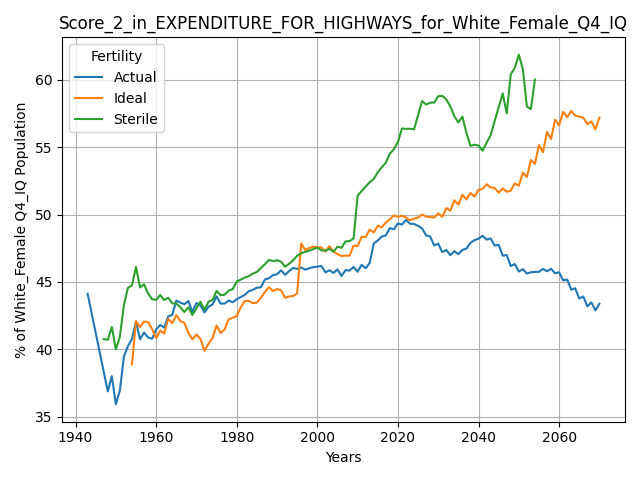 Score_2_in_EXPENDITURE_FOR_HIGHWAYS_for_White_Female_Q4_IQ
Fertility
Actual
Ideal
Sterile
% of White_Female Q4_IQ Population
60
55
50
45
40
35
1940
1960
1980
2000
2020
2040
2060
Years